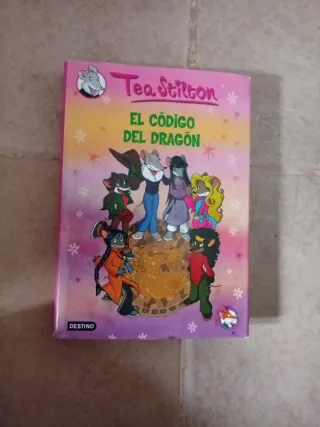 Tea Stilton
EL CÓDIGO
DEL DRAGÓN
DESTINO